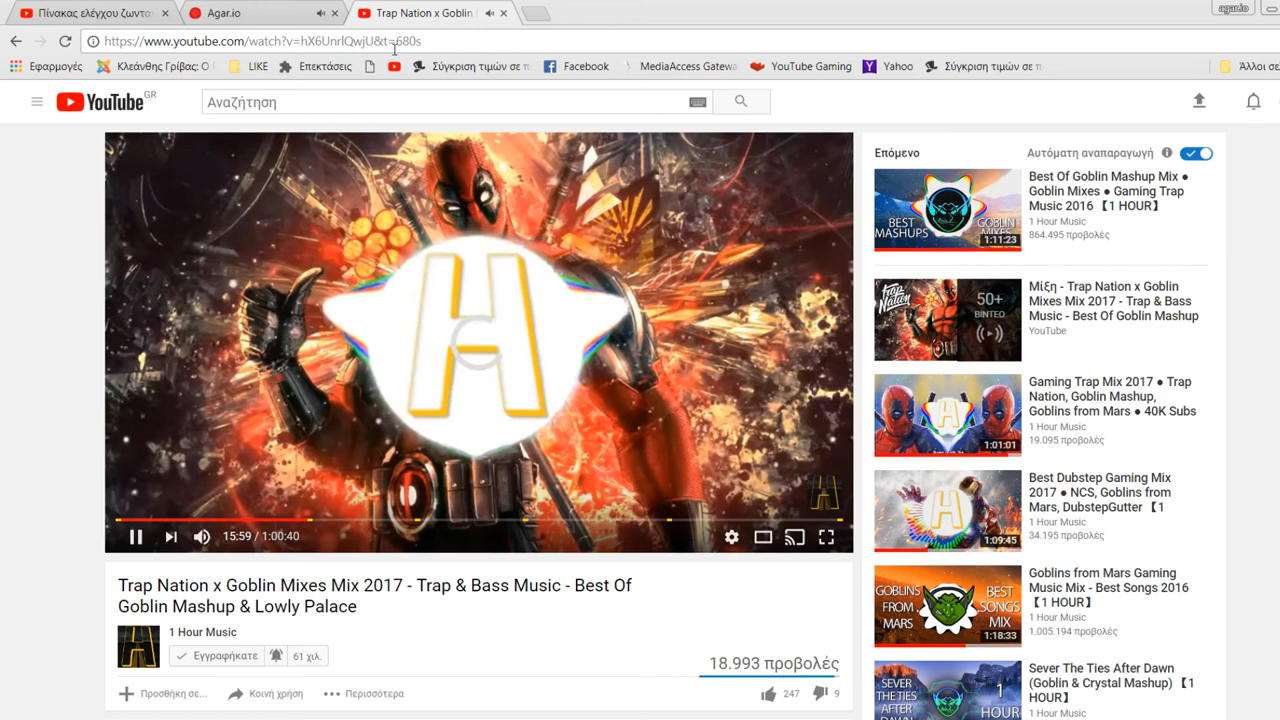 Πίνακας ελέγχου ζωντα
Agar.io
Trap Nation x Goblin
agar.io
https://www.youtube.com/watch?v=hX6UnrlQwjU&t=680s
Εφαρμογές
Κλεάνθης Γρίβας: Ο Π
LIKE
Επεκτάσεις
Σύγκριση τιμών σε π
Facebook
MediaAccess Gatewa
YouTube Gaming
Yahoo
Σύγκριση τιμών σε π
Άλλοι σε
YouTube GR
Αναζήτηση
H
15:59 / 1:00:40
Trap Nation x Goblin Mixes Mix 2017 - Trap & Bass Music - Best Of
Goblin Mashup & Lowly Palace
1 Hour Music
Εγγραφήκατε
61 χιλ.
18.993 προβολές
Προσθήκη σε...
Κοινή χρήση
Περισσότερα
247
9
Επόμενο
Αυτόματη αναπαραγωγή
BEST
MASHUPS
GOBLIN
MIXES
1:11:23
Best Of Goblin Mashup Mix ●
Goblin Mixes ● Gaming Trap
Music 2016 【1 HOUR】
1 Hour Music
864.495 προβολές
Trap
Nation
50+
ΒΙΝΤΕΟ
Μίξη - Trap Nation x Goblin
Mixes Mix 2017 - Trap & Bass
Music - Best Of Goblin Mashup
YouTube
H
1:01:01
Gaming Trap Mix 2017 ● Trap
Nation, Goblin Mashup,
Goblins from Mars ● 40K Subs
1 Hour Music
19.095 προβολές
H
1:09:45
Best Dubstep Gaming Mix
2017 ● NCS, Goblins from
Mars, DubstepGutter 【1
1 Hour Music
34.195 προβολές
GOBLINS
FROM
MARS
BEST
SONGS
MIX
1:18:33
Goblins from Mars Gaming
Music Mix - Best Songs 2016
【1 HOUR】
1 Hour Music
1.005.194 προβολές
SEVER
THE TIES
AFTER
DAWN
1
HOUR
Sever The Ties After Dawn
(Goblin & Crystal Mashup) 【1
HOUR】
1 Hour Music